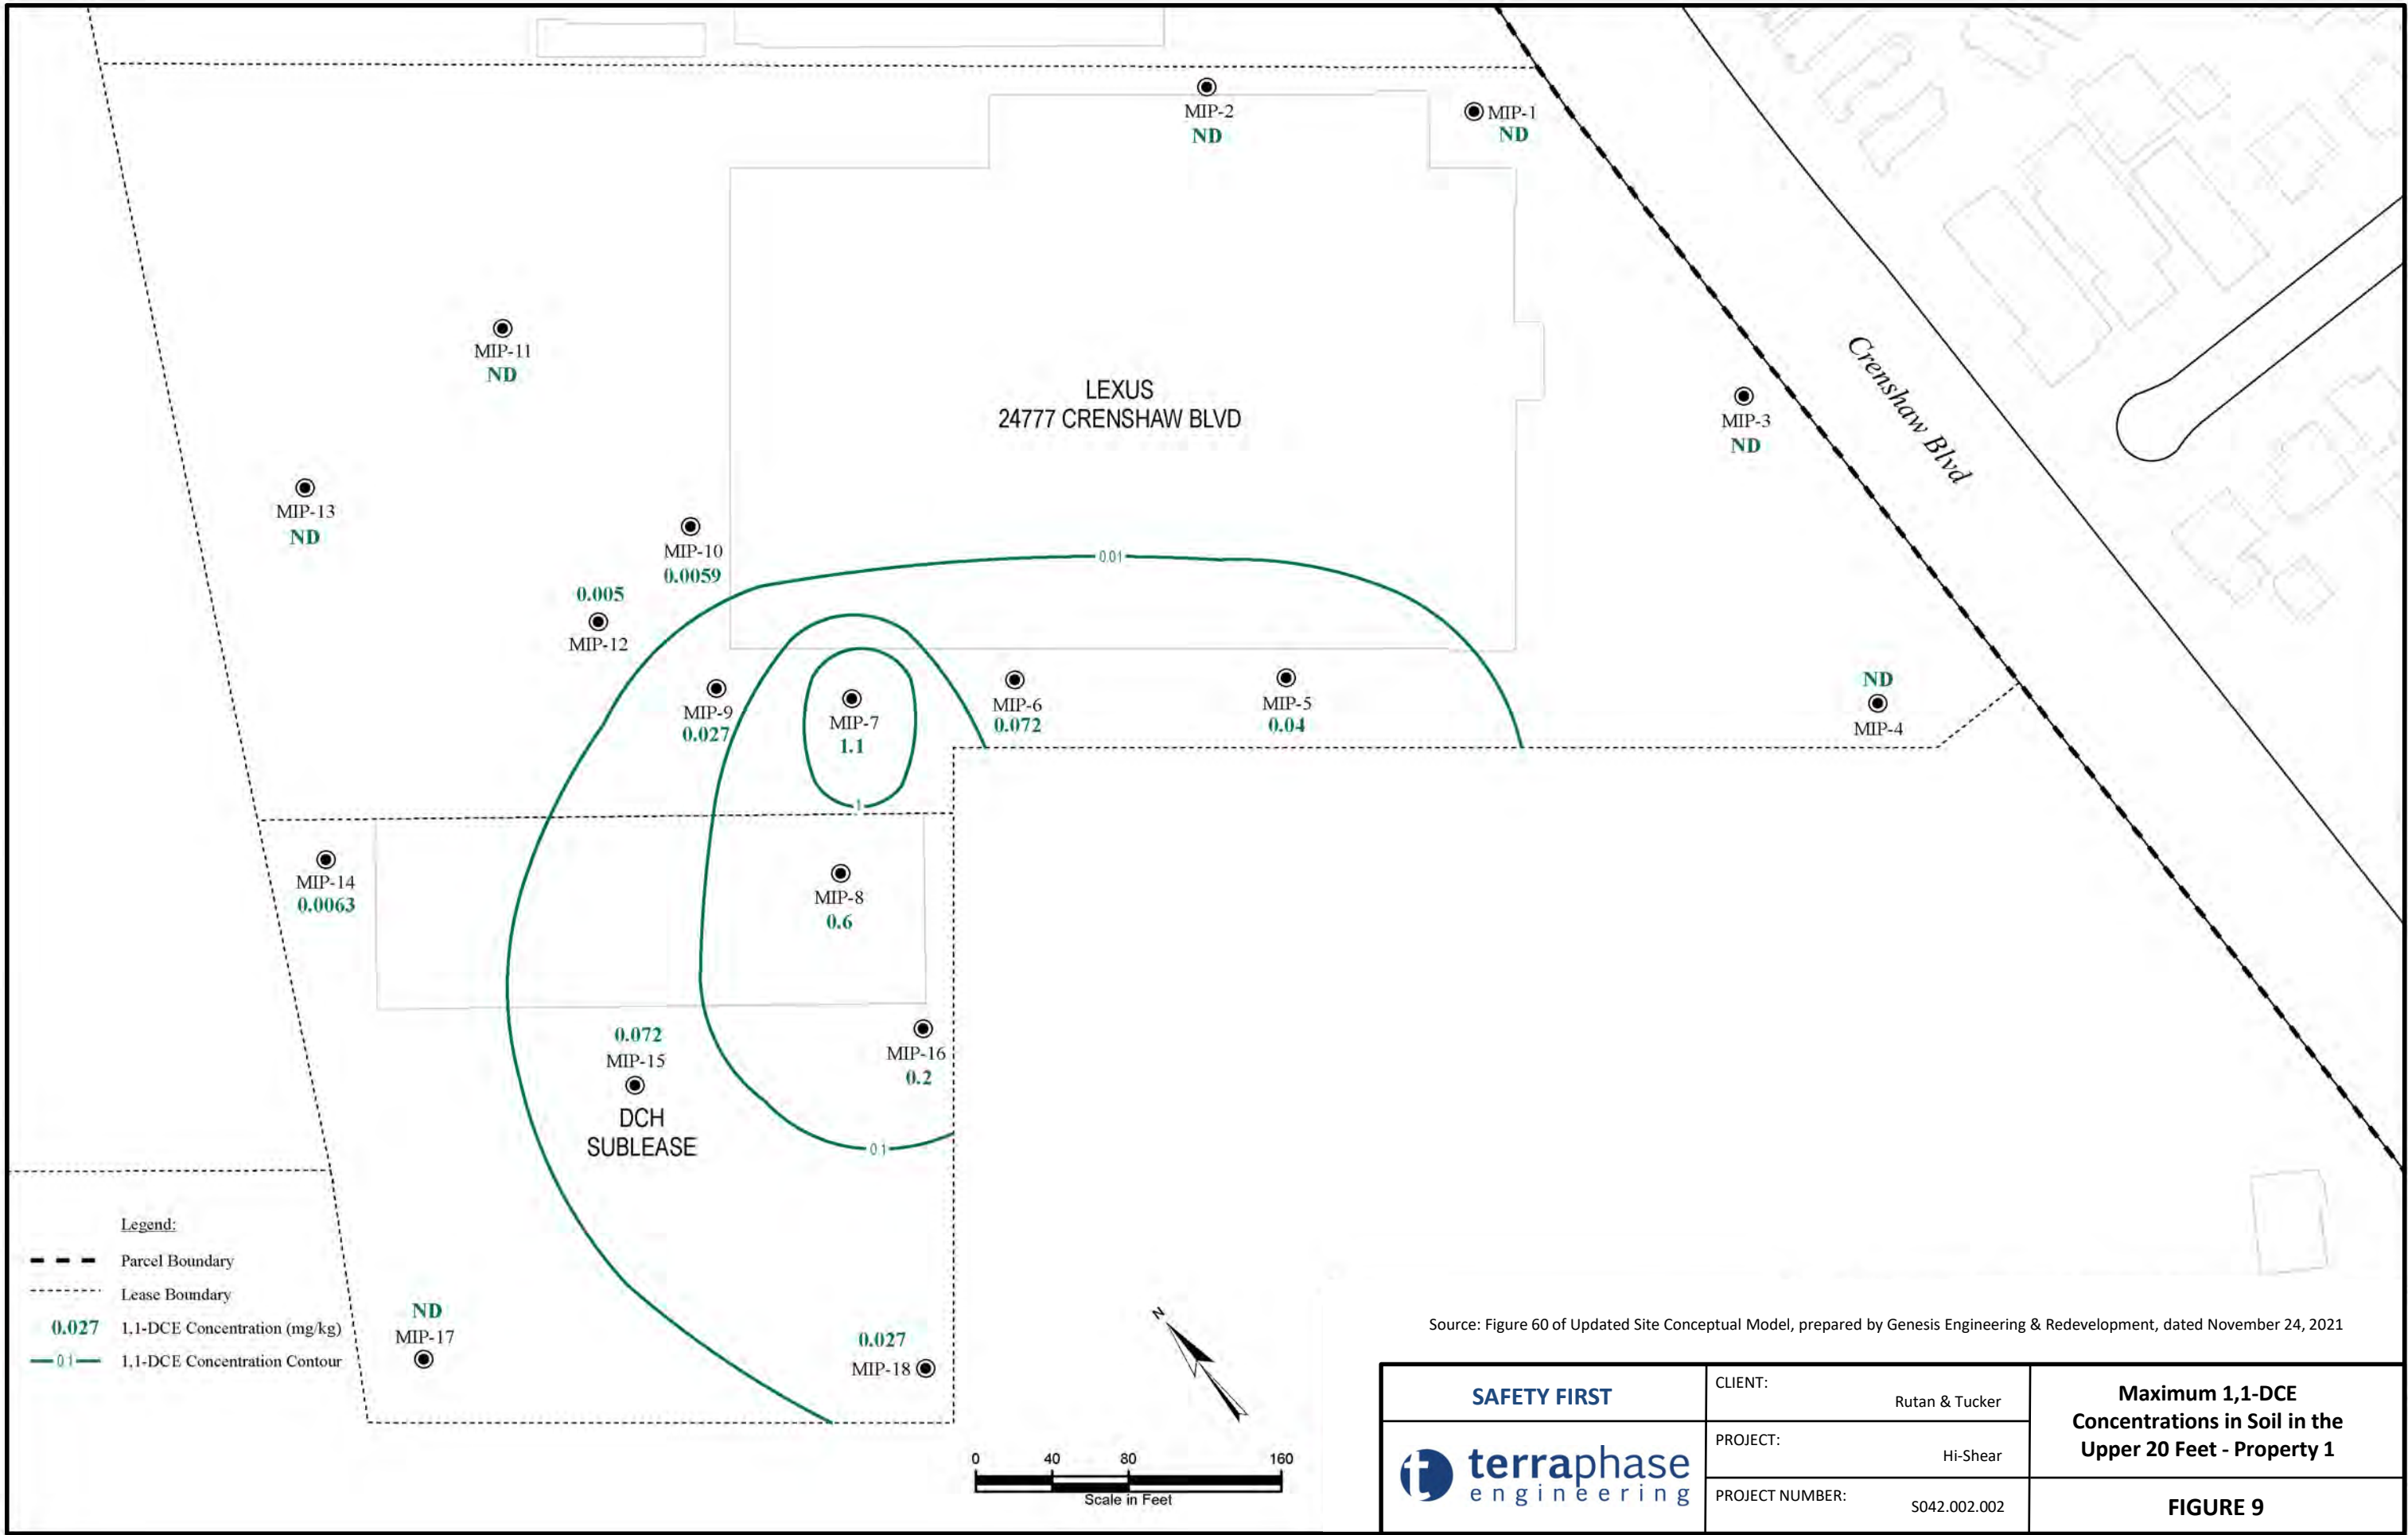 MIP-2
ND
MIP-1
ND
MIP-11
ND
LEXUS
24777 CRENSHAW BLVD
Crenshaw Blvd
MIP-3
ND
MIP-13
ND
MIP-10
0.0059
0.01
0.005
MIP-12
MIP-9
0.027
MIP-7
1.1
1
MIP-6
0.072
MIP-5
0.04
ND
MIP-4
MIP-14
0.0063
MIP-8
0.6
0.072
MIP-15
DCH
SUBLEASE
MIP-16
0.2
0.1
Legend:
Parcel Boundary
Lease Boundary
0.027 1,1-DCE Concentration (mg/kg)
0.1 1,1-DCE Concentration Contour
ND
MIP-17
0.027
MIP-18
N
0 40 80 160
Scale in Feet
Source: Figure 60 of Updated Site Conceptual Model, prepared by Genesis Engineering & Redevelopment, dated November 24, 2021
SAFETY FIRST
t terraphase
engineering
CLIENT:
Rutan & Tucker
PROJECT:
Hi-Shear
PROJECT NUMBER:
S042.002.002
Maximum 1,1-DCE
Concentrations in Soil in the
Upper 20 Feet - Property 1
FIGURE 9